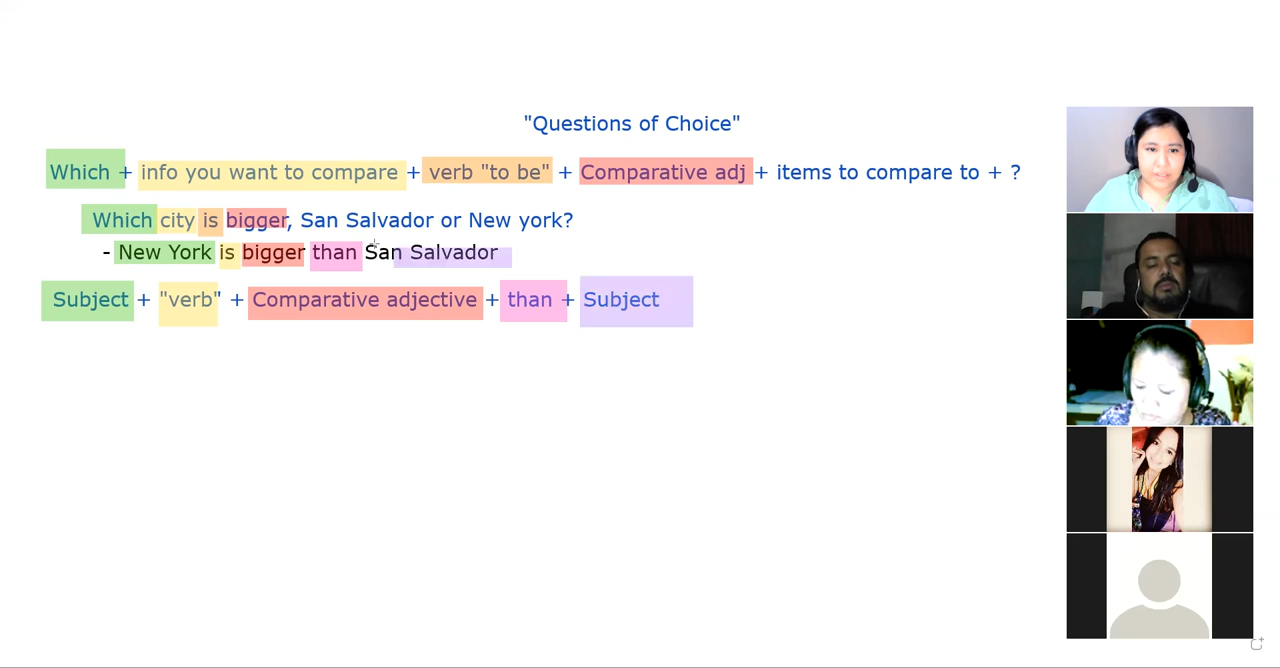 "Questions of Choice"
Which + info you want to compare + verb "to be" + Comparative adj + items to compare to + ?
Which city is bigger, San Salvador or New york?
- New York is bigger than San Salvador
Subject + "verb" + Comparative adjective + than + Subject